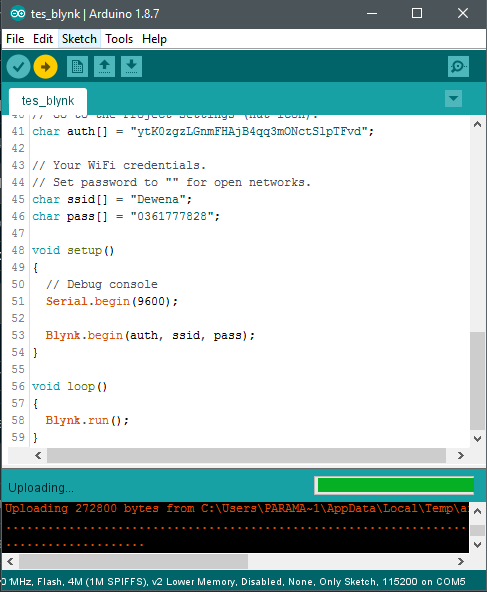 tes_blynk | Arduino 1.8.7
File Edit Sketch Tools Help
tes_blynk
40 // Go to the Project Settings (nut icon).
41 char auth[] = "ytK0zgzLGnmFHAjB4qq3mONctSlpTFvd";
42
43 // Your WiFi credentials.
44 // Set password to "" for open networks.
45 char ssid[] = "Dewena";
46 char pass[] = "0361777828";
47
48 void setup()
49 {
50 // Debug console
51 Serial.begin(9600);
52
53 Blynk.begin(auth, ssid, pass);
54 }
55
56 void loop()
57 {
58 Blynk.run();
59 }
Uploading...
Uploading 272800 bytes from C:\Users\PARAMA~1\AppData\Local\Temp\a
0MHz, Flash, 4M (1M SPIFFS), v2 Lower Memory, Disabled, None, Only Sketch, 115200 on COM5